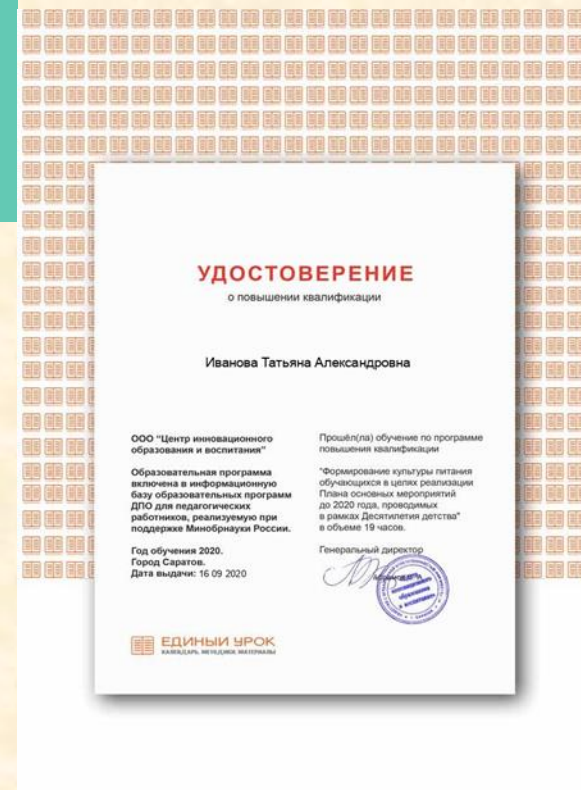 УДОСТОВЕРЕНИЕ
о повышении квалификации
Иванова Татьяна Александровна
ООО "Центр инновационного
образования и воспитания"
Образовательная программа
включена в информационную
базу образовательных программ
ДПО для педагогических
работников, реализуемую при
поддержке Минобрнауки России.
Год обучения 2020.
Город Саратов.
Дата выдачи: 16 09 2020
Прошёл(ла) обучение по программе
повышения квалификации
"Формирование культуры питания
обучающихся в целях реализации
Плана основных мероприятий
до 2020 года, проводимых
в рамках Десятилетия детства"
в объеме 19 часов.
Генеральный директор
ЕДИНЫЙ УРОК
КАЛЕНДАРЬ, МЕТОДИКИ, МАТЕРИАЛЫ